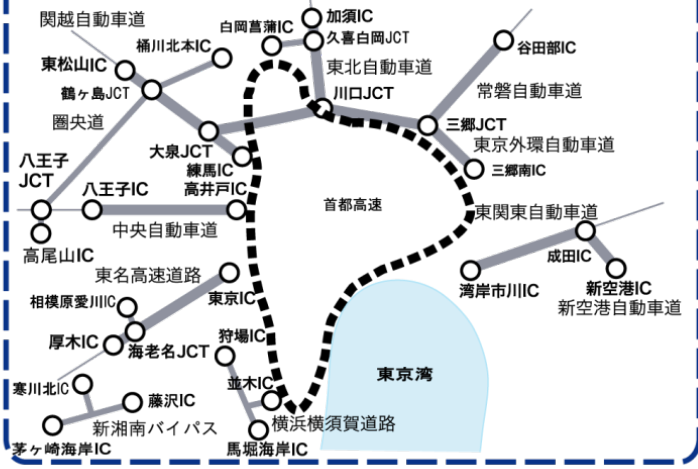 加須IC
関越自動車道
白岡菖蒲IC
久喜白岡JCT
谷田部IC
桶川北本IC
東松山IC
東北自動車道
鶴ヶ島JCT
川口JCT
常磐自動車道
圏央道
三郷JCT
大泉JCT
東京外環自動車道
八王子
JCT
練馬IC
三郷南IC
八王子IC
高井戸IC
首都高速
東関東自動車道
中央自動車道
高尾山IC
成田IC
東名高速道路
東京IC
湾岸市川IC
新空港IC
相模原愛川IC
新空港自動車道
厚木IC
海老名JCT
狩場IC
東京湾
寒川北IC
並木IC
藤沢IC
新湘南バイパス
横浜横須賀道路
茅ヶ崎海岸IC
馬堀海岸IC